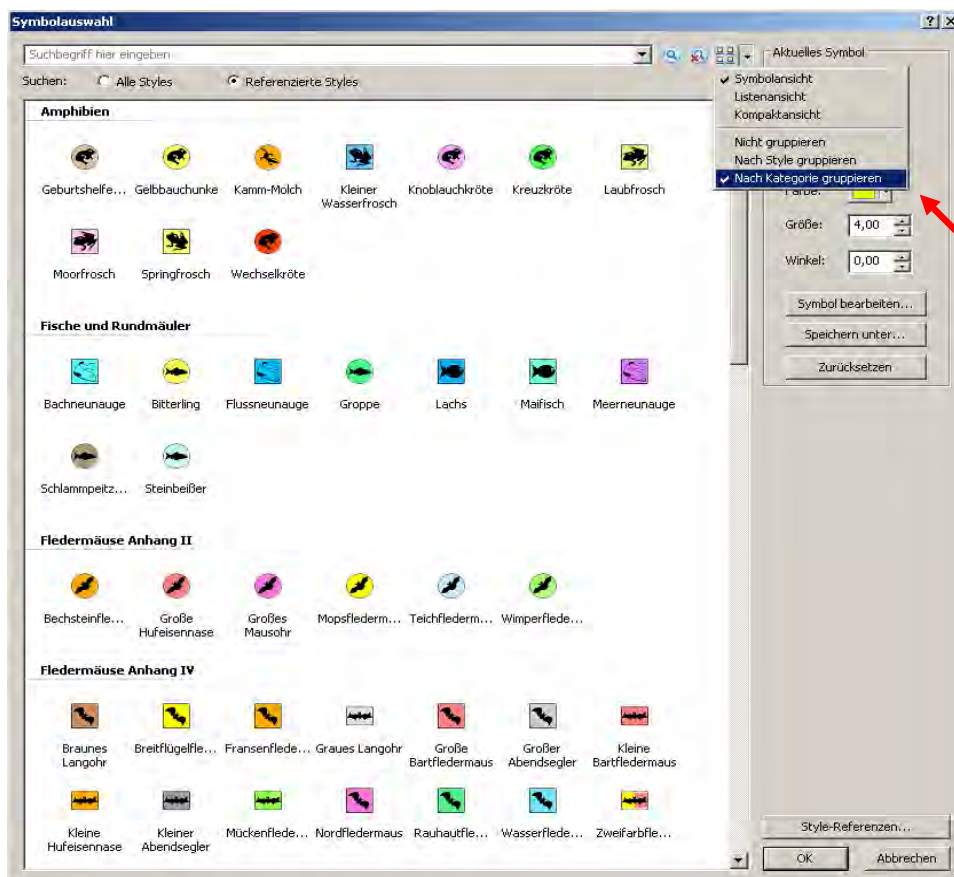 Symbolauswahl
Suchbegriff hier eingeben
Aktuelles Symbol
Suchen: Alle Styles Referenzierte Styles
Symbolansicht
Listenansicht
Kompaktansicht
Nicht gruppieren
Nach Style gruppieren
Nach Kategorie gruppieren
Farbe:
Größe: 4,00
Winkel: 0,00
Symbol bearbeiten...
Speichern unter...
Zurücksetzen
Amphibien
Geburtshelfe... Gelbbauchunke Kamm-Molch Kleiner Knoblauchkröte Kreuzkröte Laubfrosch
Wasserfrosch
Moorfrosch Springfrosch Wechselkröte
Fische und Rundmäuler
Bachneunauge Bitterling Flussneunauge Groppe Lachs Maifisch Meerneunauge
Schlammpeitz... Steinbeißer
Fledermäuse Anhang II
Bechsteinfle... Große Großes Mopsflederm... Teichflederm... Wimperflede...
Hufeisennase Mausohr
Fledermäuse Anhang IV
Braunes Breitflügelfle... Fransenflede... Graues Langohr Große Großer Kleine
Langohr Bartfledermaus Abendsegler Bartfledermaus
Kleine Kleiner Mückenflede... Nordfledermaus Rauhautfle... Wasserflede... Zweifarbfle...
Hufeisennase Abendsegler
Style-Referenzen...
OK Abbrechen